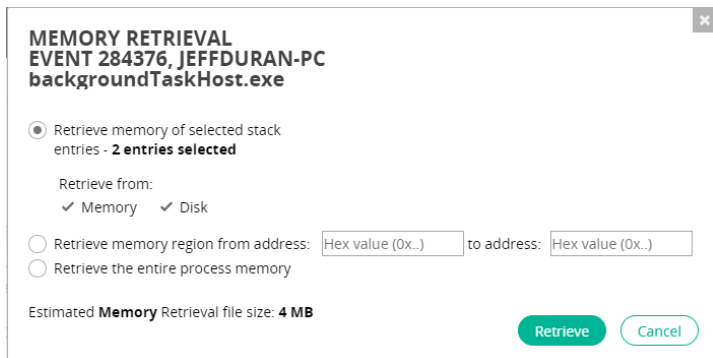 MEMORY RETRIEVAL
EVENT 284376, JEFFDURAN-PC
backgroundTaskHost.exe
Retrieve memory of selected stack
entries - 2 entries selected
Retrieve from:
Memory Disk
Retrieve memory region from address: Hex value (0x..) to address: Hex value (0x..)
Retrieve the entire process memory
Estimated Memory Retrieval file size: 4 MB
Retrieve Cancel